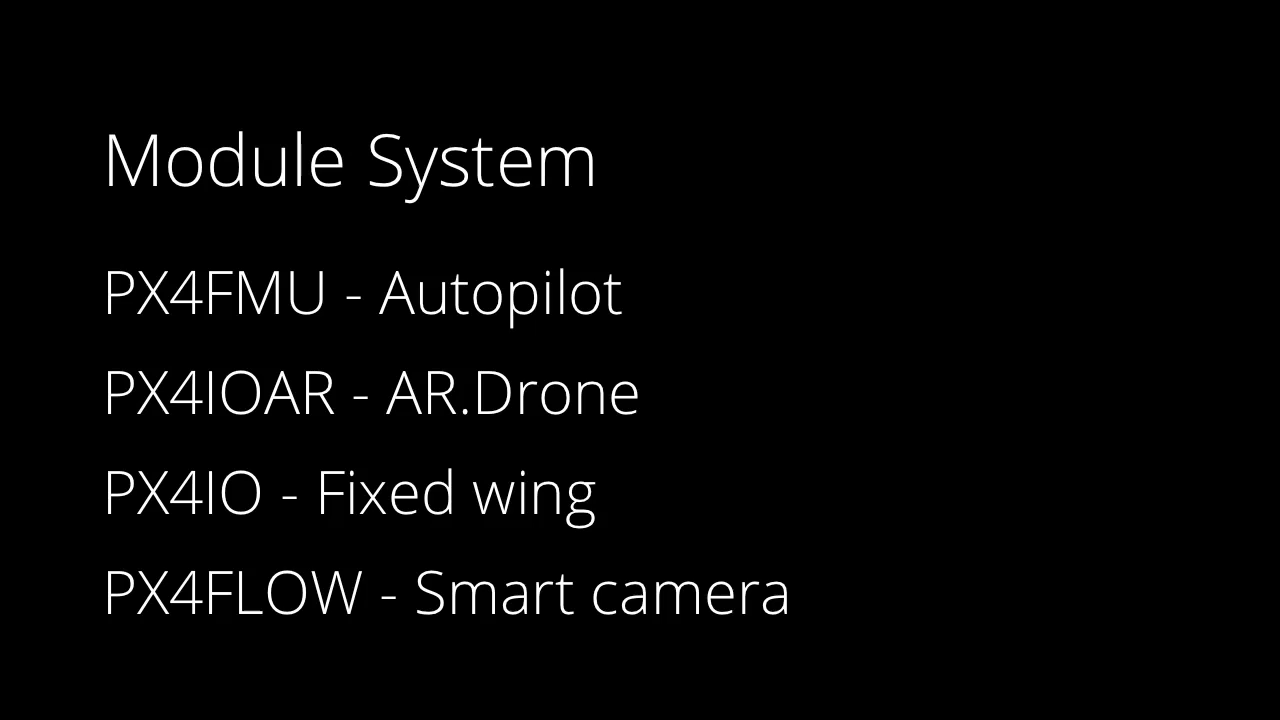 Module System
PX4FMU - Autopilot
PX4IOAR - AR.Drone
PX4IO - Fixed wing
PX4FLOW - Smart camera